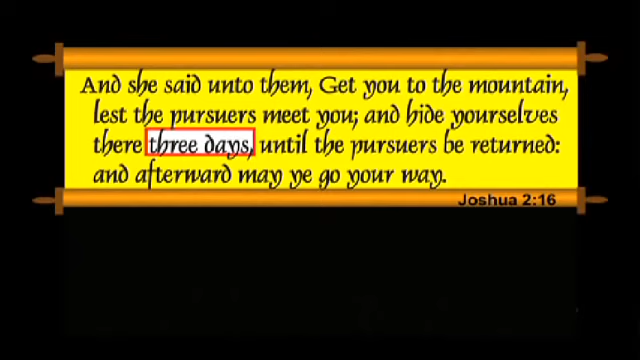 And she said unto them, Get you to the mountain,
lest the pursuers meet you; and hide yourselves
there three days, until the pursuers be returned:
and afterward may ye go your way.
Joshua 2:16